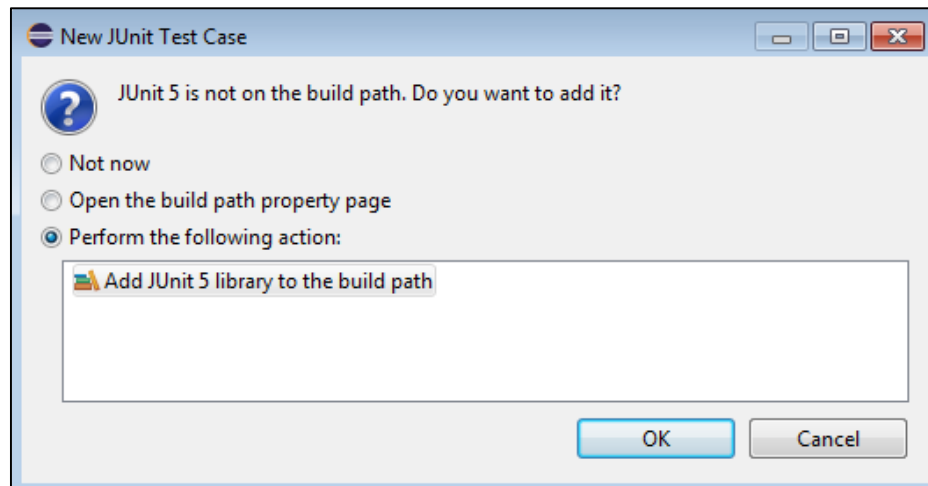 New JUnit Test Case
JUnit 5 is not on the build path. Do you want to add it?
Not now
Open the build path property page
Perform the following action:
Add JUnit 5 library to the build path
OK
Cancel